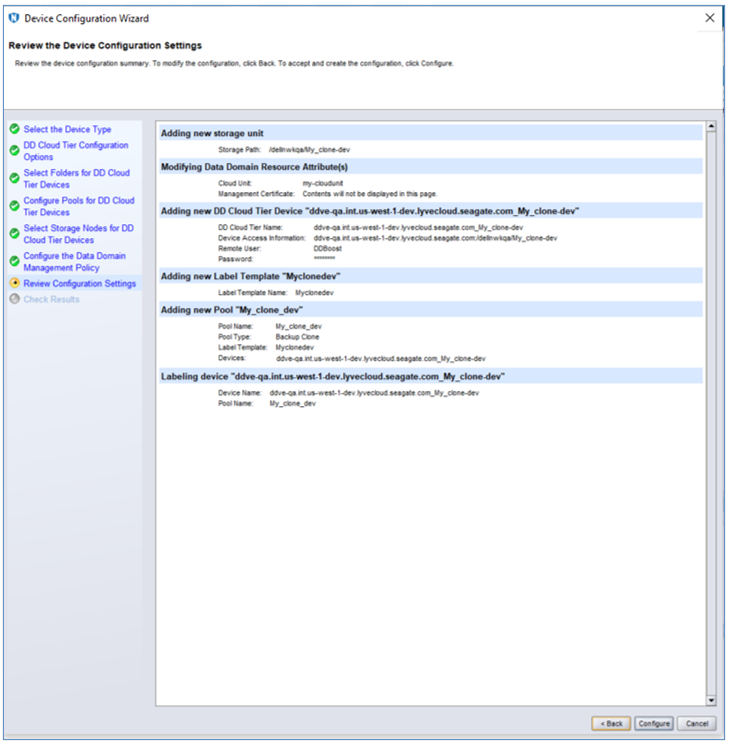 Device Configuration Wizard
Review the Device Configuration Settings
Review the device configuration summary. To modify the configuration, click Back. To accept and create the configuration, click Configure.
Select the Device Type
DD Cloud Tier Configuration
Options
Select Folders for DD Cloud
Tier Devices
Configure Pools for DD Cloud
Tier Devices
Select Storage Nodes for DD
Cloud Tier Devices
Configure the Data Domain
Management Policy
Review Configuration Settings
Check Results
Adding new storage unit
Storage Path: /dellnwkqa/My_clone-dev
Modifying Data Domain Resource Attribute(s)
Cloud Unit: my-cloudunit
Management Certificate: Contents will not be displayed in this page.
Adding new DD Cloud Tier Device "ddve-qa.int.us-west-1-dev.lyvecloud.seagate.com_My_clone-dev"
DD Cloud Tier Name: ddve-qa.int.us-west-1-dev.lyvecloud.seagate.com_My_clone-dev
Device Access Information: ddve-qa.int.us-west-1-dev.lyvecloud.seagate.com:/dellnwkqa/My_clone-dev
Remote User: DDBoost
Password: ********
Adding new Label Template "Myclonedev"
Label Template Name: Myclonedev
Adding new Pool "My_clone_dev"
Pool Name: My_clone_dev
Pool Type: Backup Clone
Label Template: Myclonedev
Devices: ddve-qa.int.us-west-1-dev.lyvecloud.seagate.com_My_clone-dev
Labeling device "ddve-qa.int.us-west-1-dev.lyvecloud.seagate.com_My_clone-dev"
Device Name: ddve-qa.int.us-west-1-dev.lyvecloud.seagate.com_My_clone-dev
Pool Name: My_clone_dev
< Back Configure Cancel